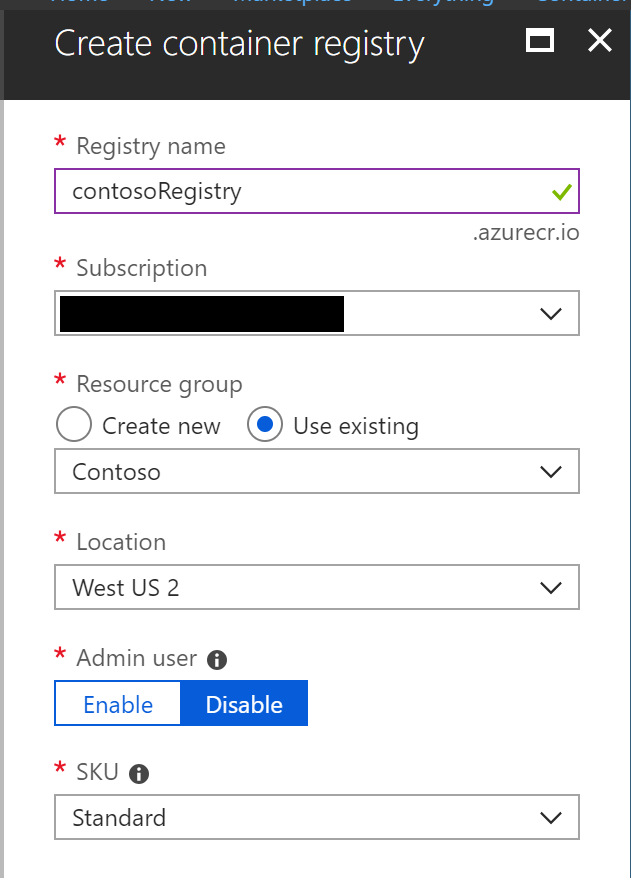 Create container registry
* Registry name
contosoRegistry
.azurecr.io
* Subscription
* Resource group
Create new Use existing
Contoso
* Location
West US 2
* Admin user
Enable Disable
* SKU
Standard